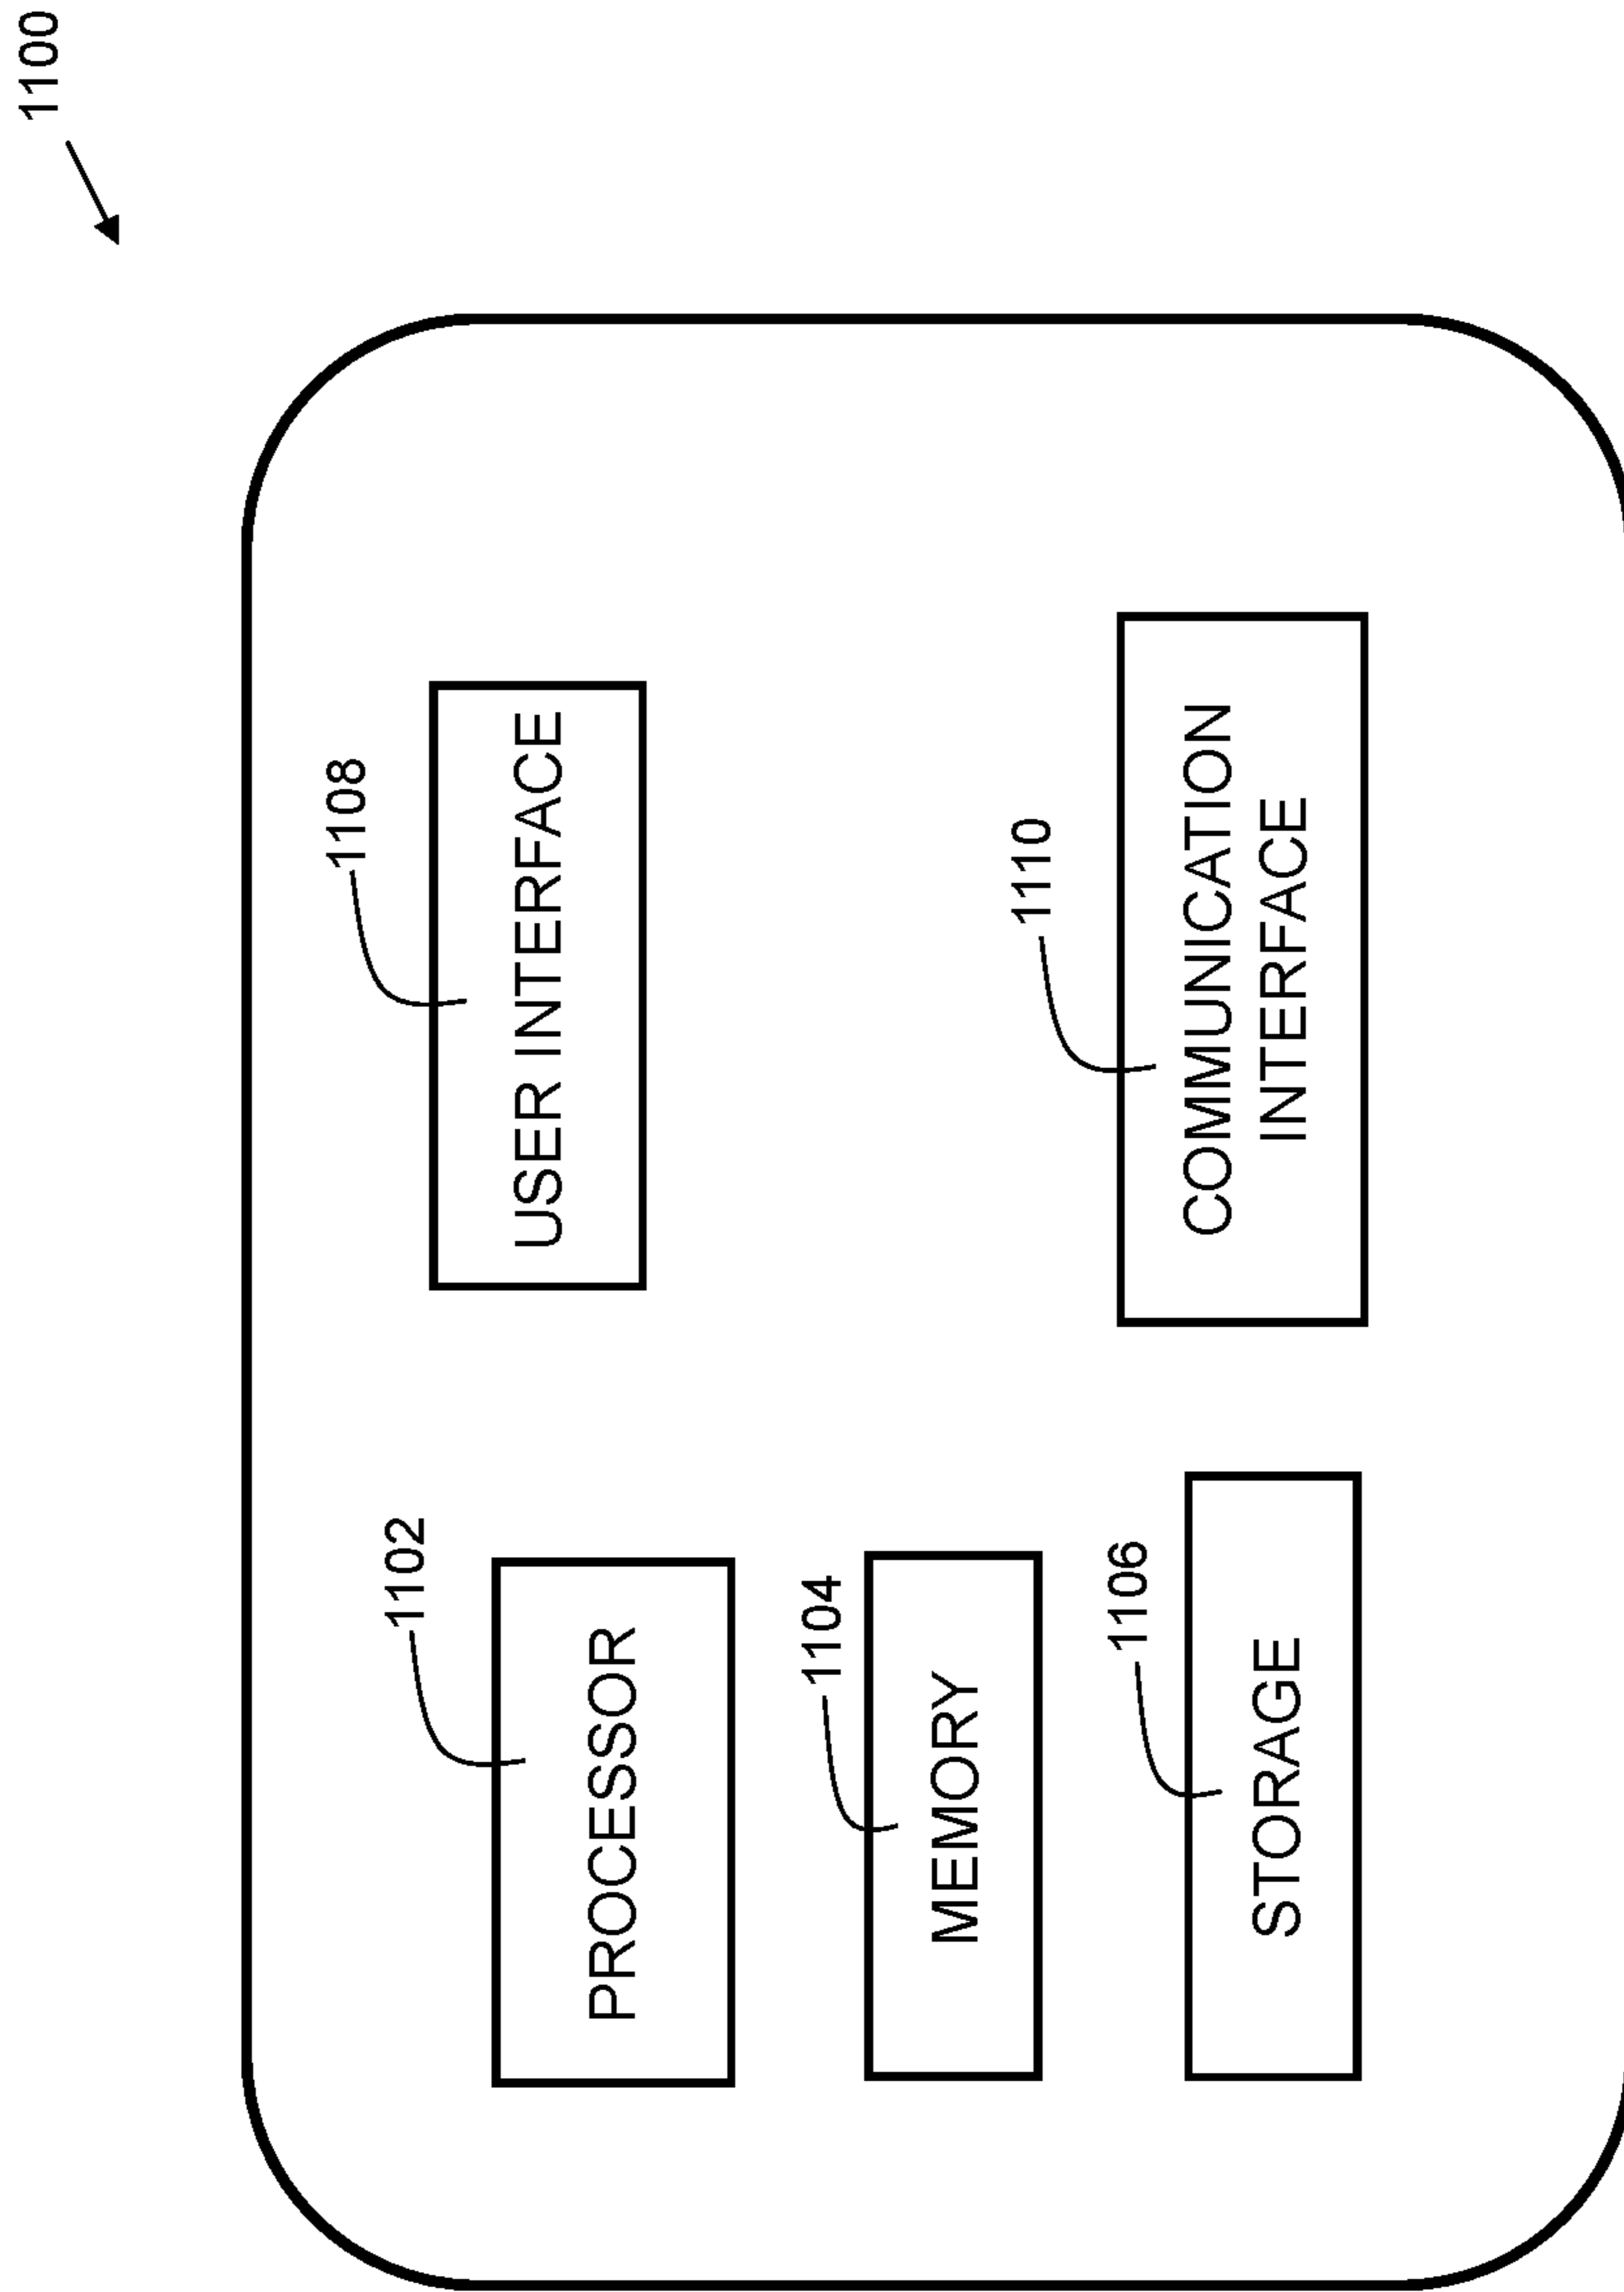 1100
1102
PROCESSOR
1108
USER INTERFACE
1104
MEMORY
1110
COMMUNICATION
INTERFACE
1106
STORAGE